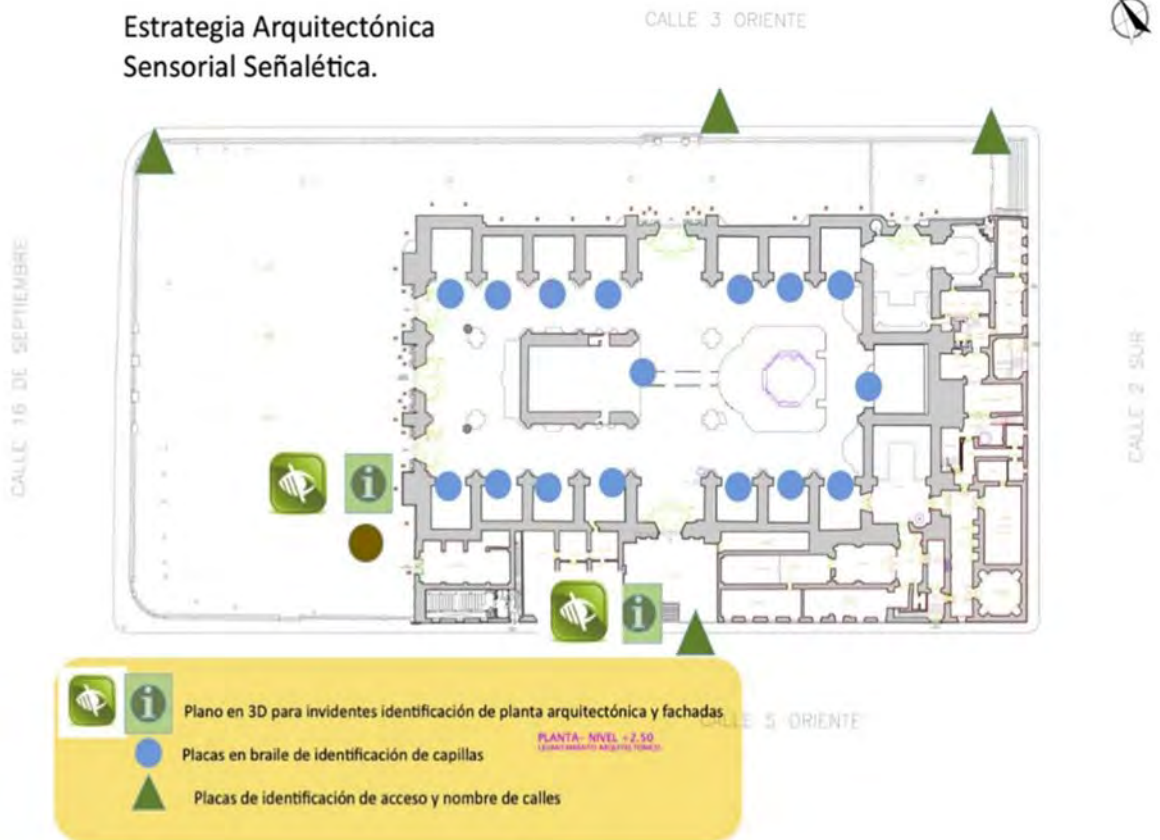 Estrategia Arquitectónica
Sensorial Señalética.
CALLE 3 ORIENTE
CALLE 16 DE SEPTIEMBRE
CALLE 2 SUR
CALLE 5 ORIENTE
Plano en 3D para invidentes identificación de planta arquitectónica y fachadas
PLANTA- NIVEL +2.50
LEVANTAMIENTO ARQUITECTONICO
Placas en braile de identificación de capillas
Placas de identificación de acceso y nombre de calles